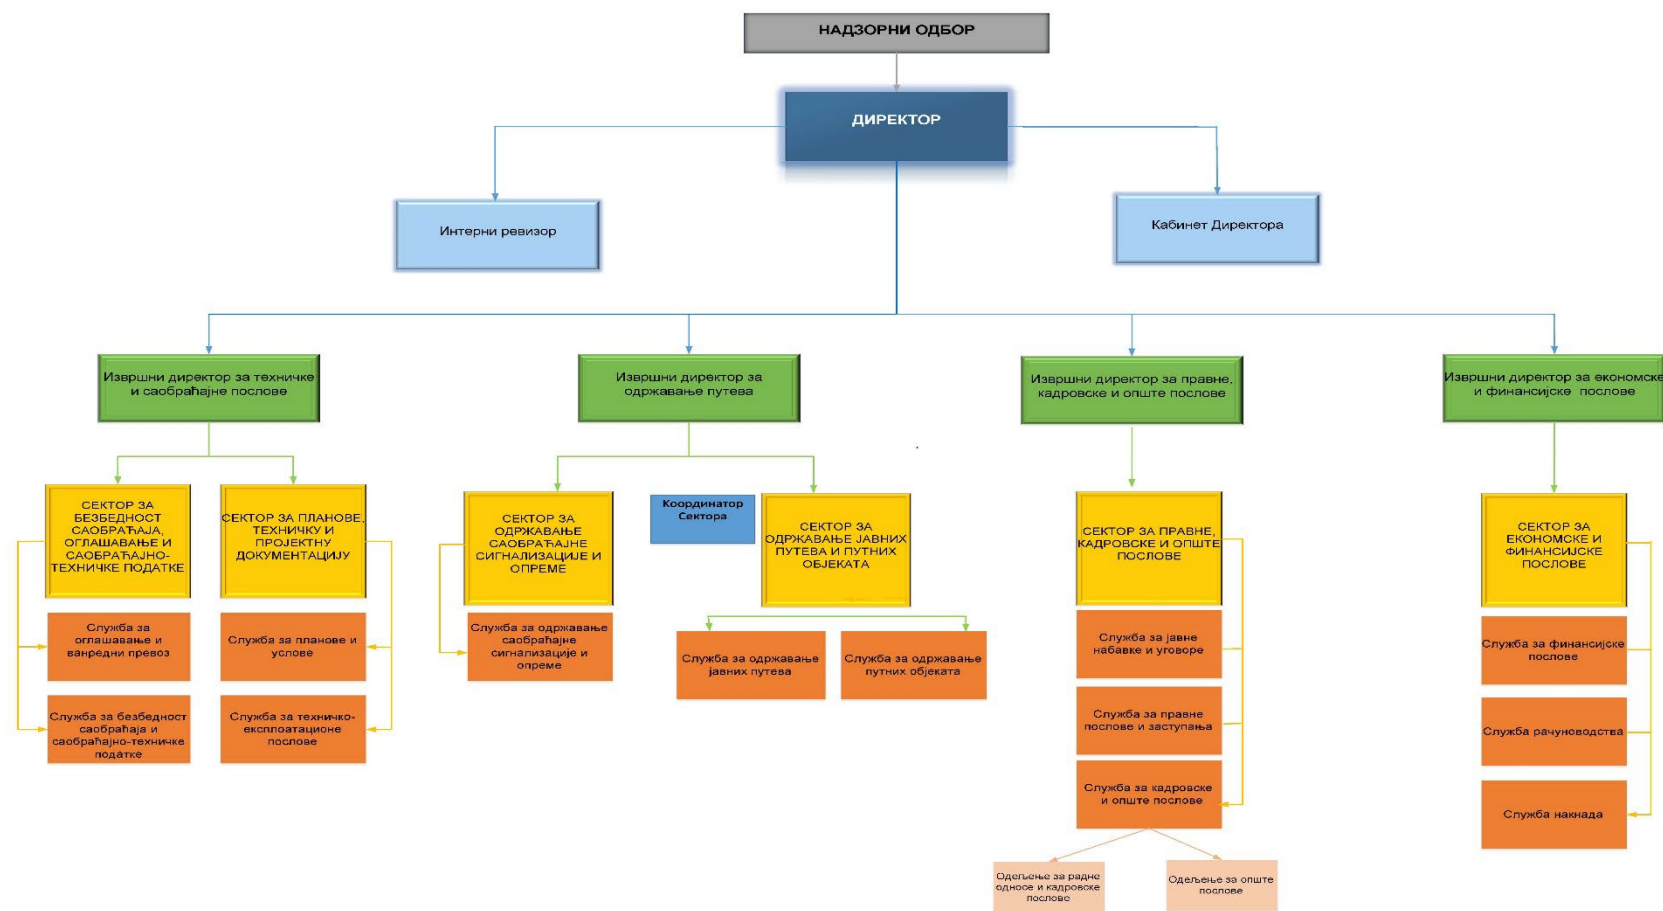 НАДЗОРНИ ОДБОР
ДИРЕКТОР
Интерни ревизор
Кабинет Директора
Извршни директор за техничке
и саобраћајне послове
Извршни директор за
одржавање путева
Извршни директор за правне,
кадровске и опште послове
Извршни директор за економске
и финансијске послове
СЕКТОР ЗА
БЕЗБЕДНОСТ
САОБРАЋАЈА,
ОГЛАШАВАЊЕ И
САОБРАЋАЈНО-
ТЕХНИЧКЕ ПОДАТКЕ
СЕКТОР ЗА ПЛАНОВЕ,
ТЕХНИЧКУ И
ПРОЈЕКТНУ
ДОКУМЕНТАЦИЈУ
СЕКТОР ЗА
ОДРЖАВАЊЕ
САОБРАЋАЈНЕ
СИГНАЛИЗАЦИЈЕ И
ОПРЕМЕ
Координатор
Сектора
СЕКТОР ЗА
ОДРЖАВАЊЕ ЈАВНИХ
ПУТЕВА И ПУТНИХ
ОБЈЕКАТА
СЕКТОР ЗА ПРАВНЕ,
КАДРОВСКЕ И ОПШТЕ
ПОСЛОВЕ
СЕКТОР ЗА
ЕКОНОМСКЕ И
ФИНАНСИЈСКЕ
ПОСЛОВЕ
Служба за
оглашавање и
ванредни превоз
Служба за планове и
услове
Служба за одржавање
саобраћајне
сигнализације и
опреме
Служба за одржавање
јавних путева
Служба за одржавање
путних објеката
Служба за јавне
набавке и уговоре
Служба за финансијске
послове
Служба за безбедност
саобраћаја и
саобраћајно-техничке
податке
Служба за техничко-
експлоатационе
послове
Служба за правне
послове и заступања
Служба рачуноводства
Служба за кадровске
и опште послове
Служба накнада
Одељење за радне
односе и кадровске
послове
Одељење за опште
послове